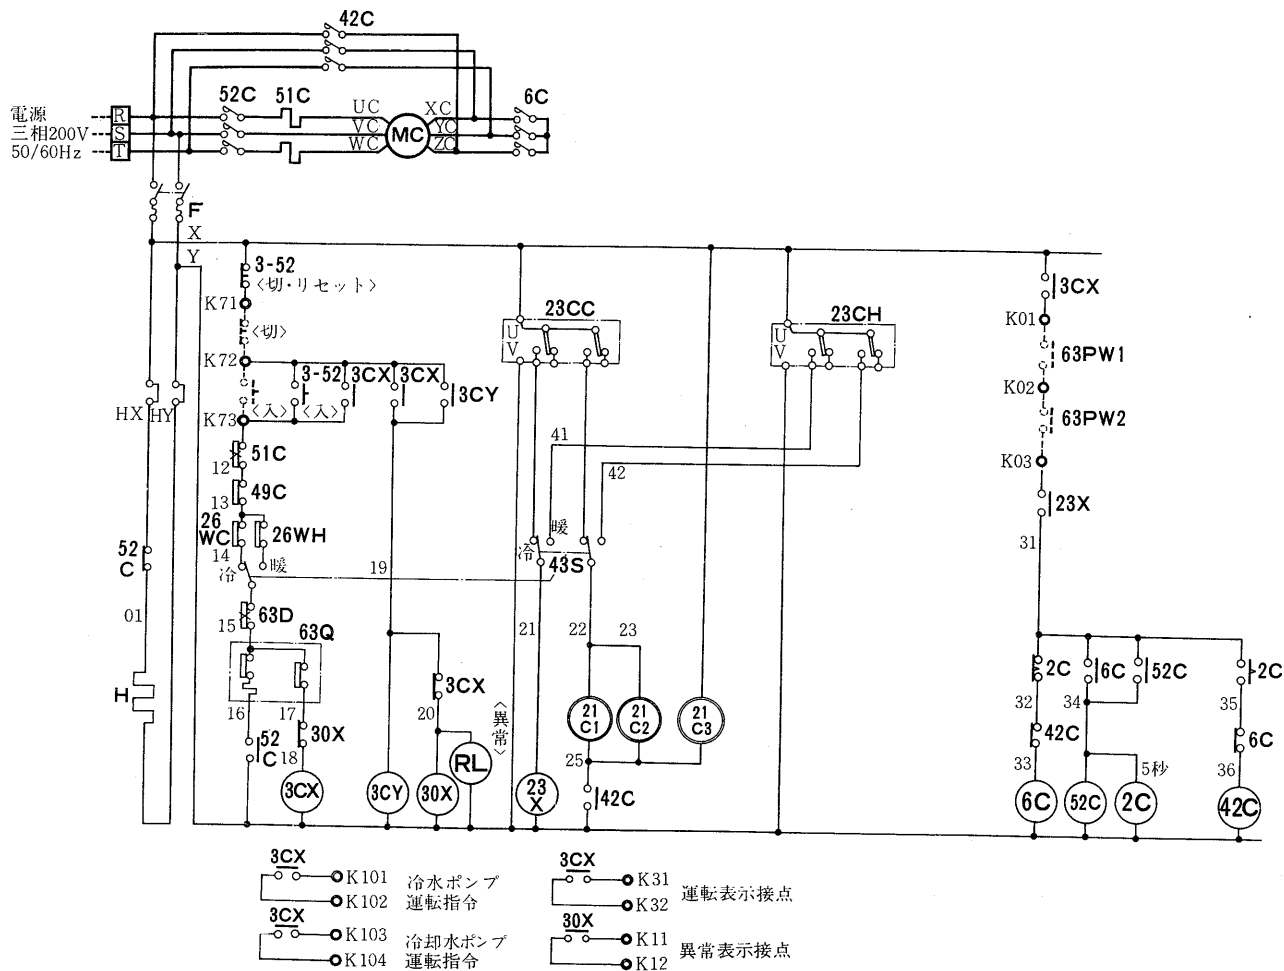 42C
52C
51C
6C
電源
三相200V
50/60Hz
R
S
T
UC
VC
WC
MC
XC
YC
ZC
F
X
Y
3-52
〈切・リセット〉
K71
〈切〉
K72
3-52
3CX
3CX
3CY
〈入〉
〈入〉
K73
HX
HY
51C
12
49C
13
26
WC
26WH
14
冷
暖
63D
15
63Q
16
17
30X
52
C
18
3CX
52
C
01
H
19
3CY
3CX
20
30X
RL
〈異常〉
23CC
U
V
23CH
U
V
41
42
暖
冷
43S
21
22
23
21
C1
21
C2
21
C3
25
42C
23
X
3CX
K01
63PW1
K02
63PW2
K03
23X
31
2C
6C
52C
2C
32
34
35
42C
6C
33
5秒
36
6C
52C
2C
42C
3CX
K101
K102
冷水ポンプ
運転指令
3CX
K103
K104
冷却水ポンプ
運転指令
3CX
K31
K32
運転表示接点
30X
K11
K12
異常表示接点